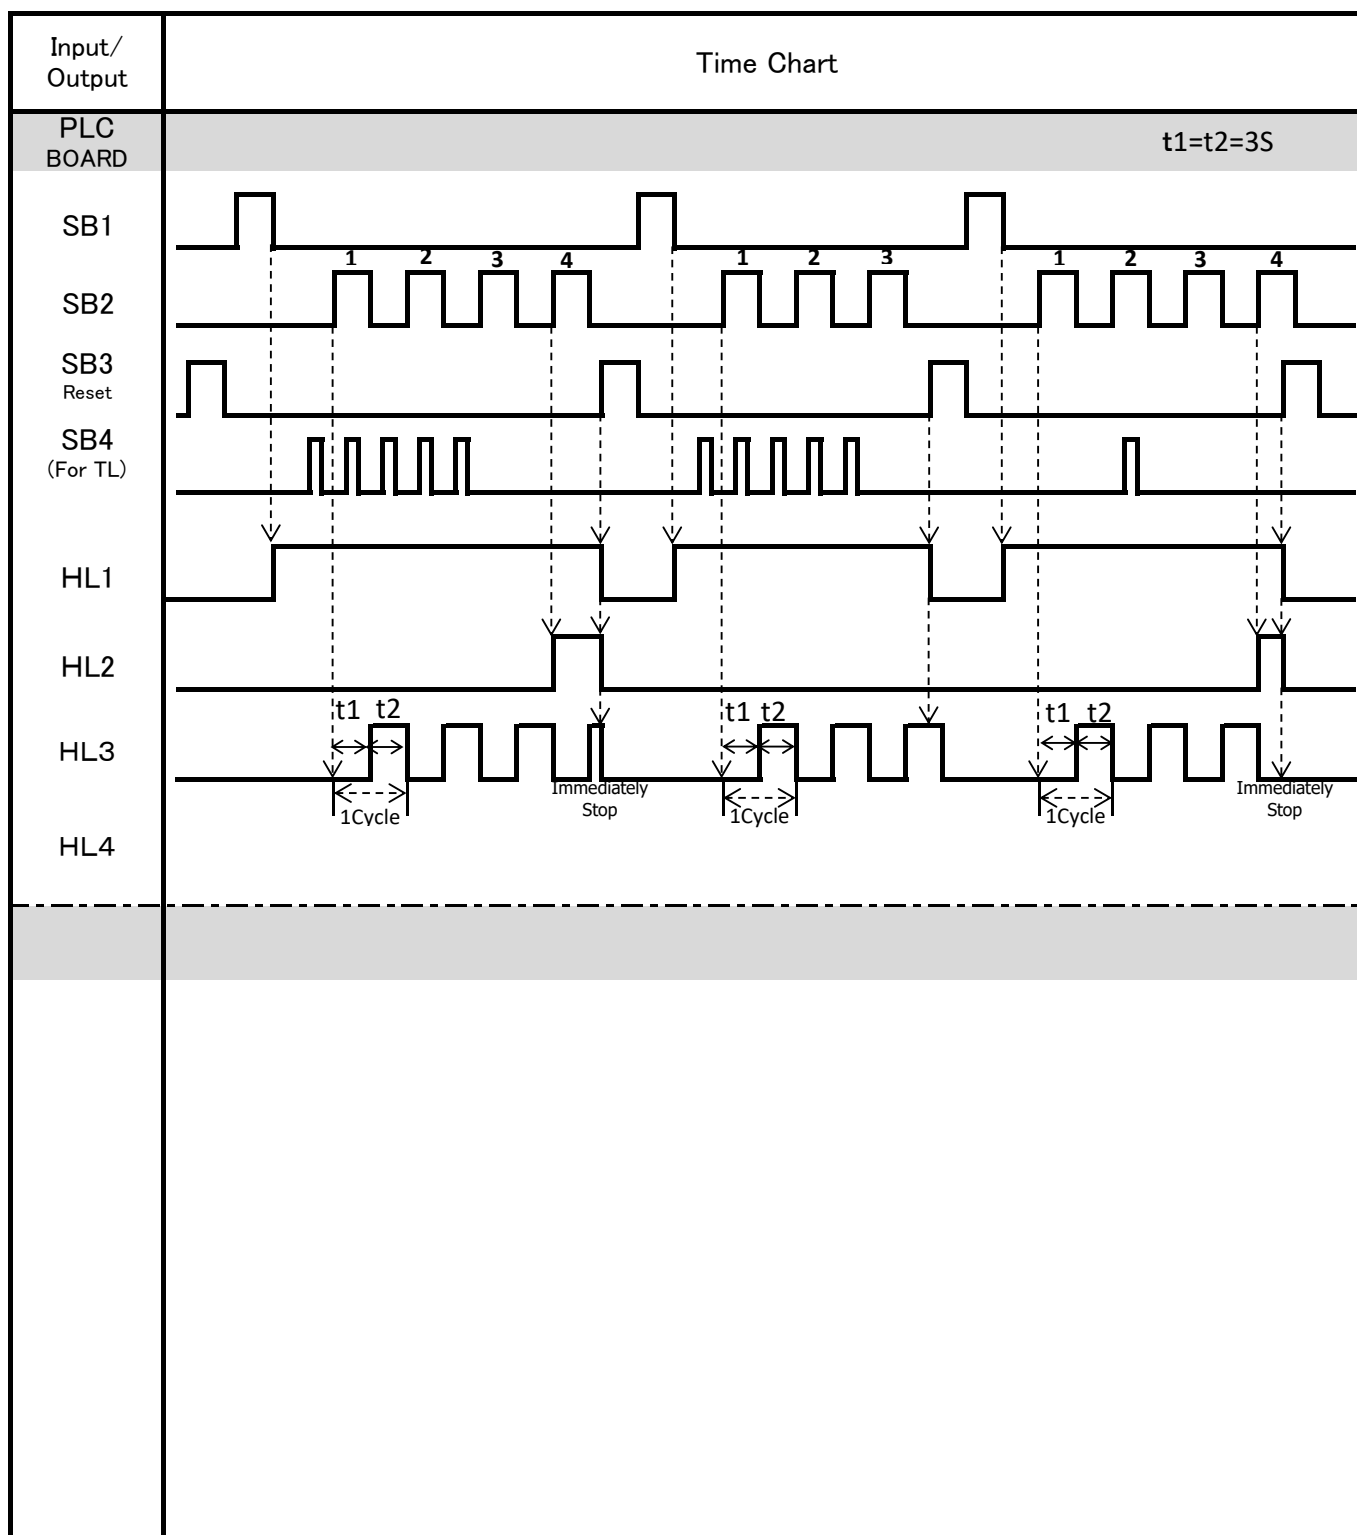 Input/
Output
Time Chart
PLC
BOARD
t1=t2=3S
SB1
1 2 3 4 1 2 3 1 2 3 4
SB2
SB3
Reset
SB4
(For TL)
HL1
HL2
t1 t2 t1 t2 t1 t2
HL3
Immediately
Stop
Immediately
Stop
1Cycle 1Cycle 1Cycle
HL4